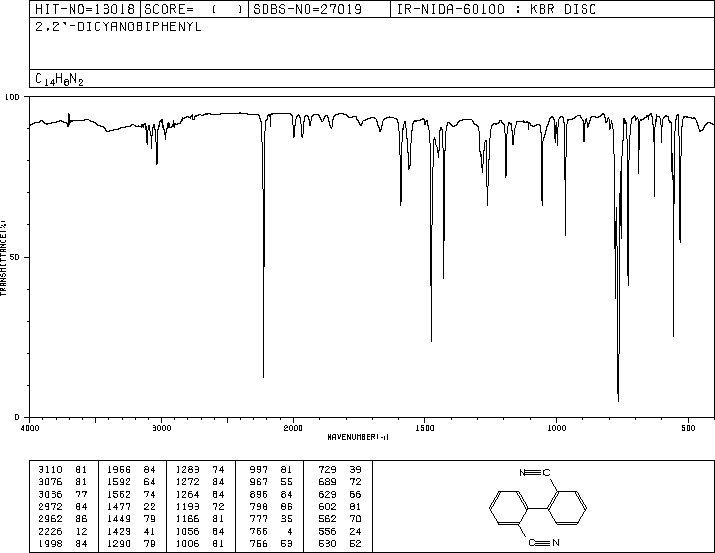 HIT-NO=13018 SCORE= ( ) SDBS-NO=27019 IR-NIDA-60100 : KBR DISC
2,2'-DICYANOBIPHENYL
C14H8N2
100
50
0
TRANSMITTANCE(%)
4000 3000 2000 1500 1000 500
WAVENUMBER(-1)
3110 81 1966 84 1283 74 997 81 729 39
3076 81 1592 64 1272 84 967 55 689 72
3036 77 1562 74 1264 64 896 84 629 66
2972 84 1477 22 1193 72 798 86 602 81
2962 86 1449 79 1166 81 777 35 562 70
2226 12 1429 41 1056 84 766 4 556 24
1998 84 1290 79 1006 81 756 53 530 52
N≡C
C≡N